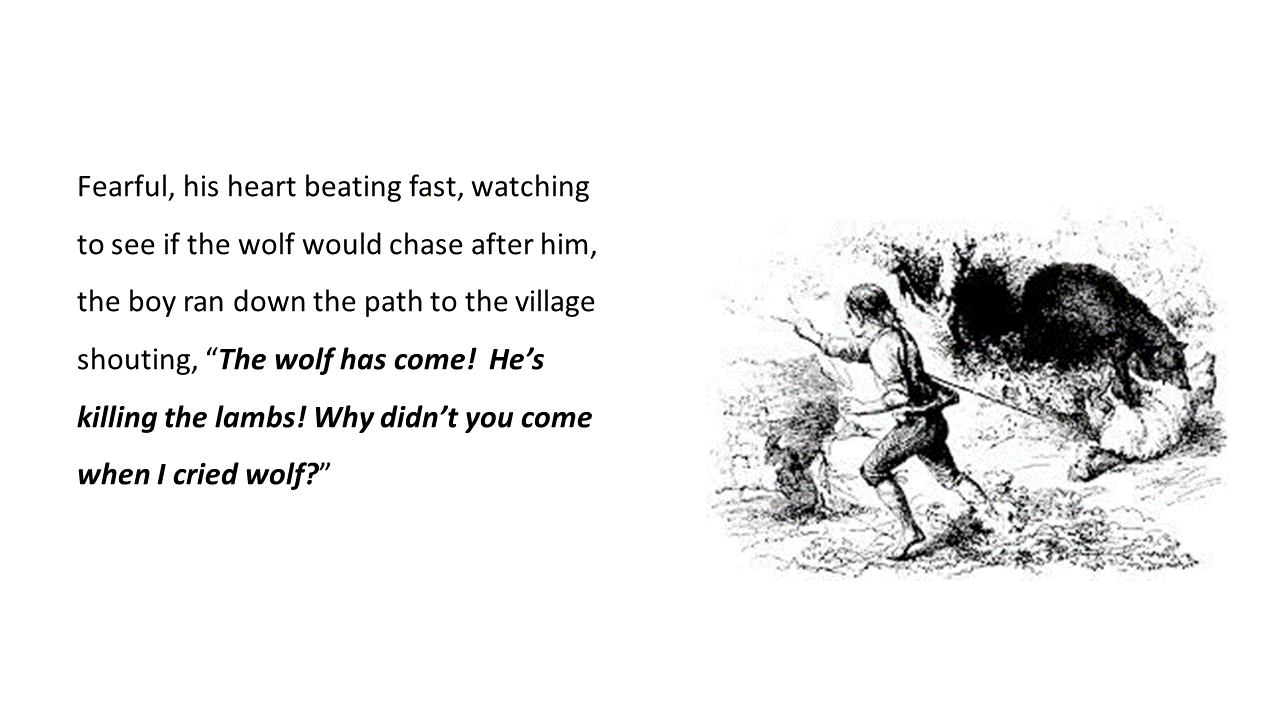 Fearful, his heart beating fast, watching
to see if the wolf would chase after him,
the boy ran down the path to the village
shouting, “The wolf has come!  He’s
killing the lambs! Why didn’t you come
when I cried wolf?”